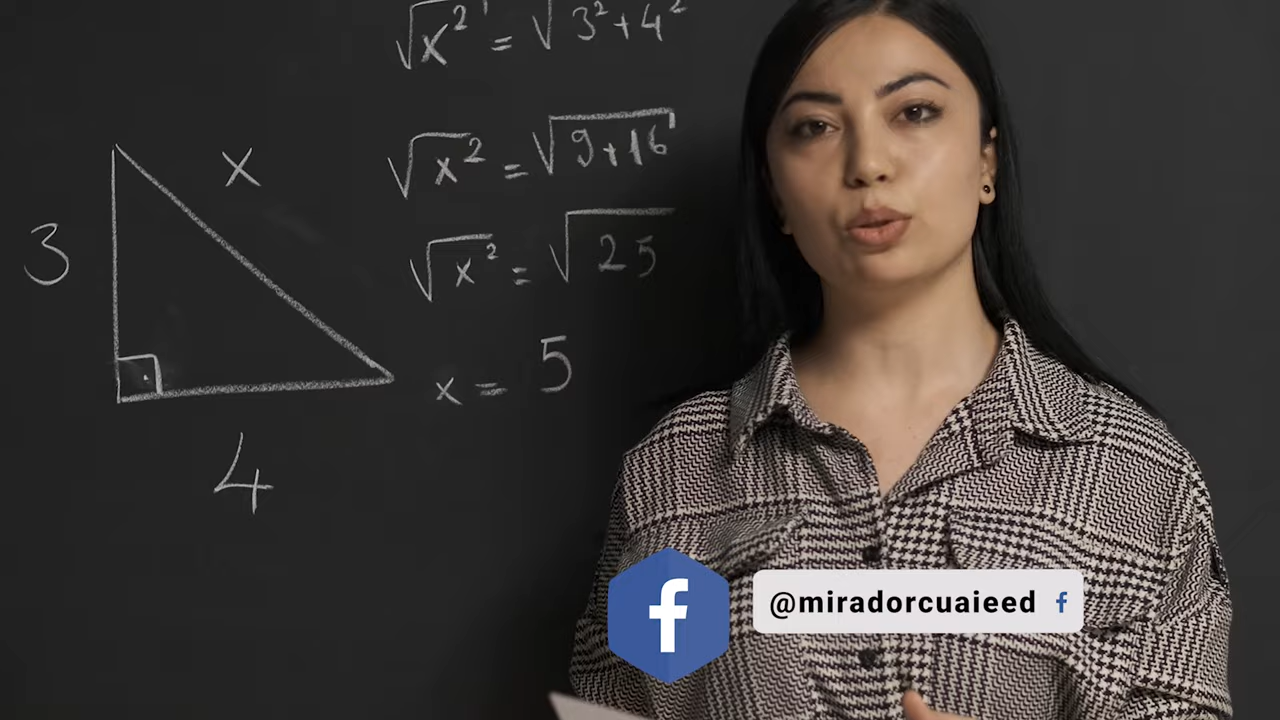 √x² = √3²+4²
√x² = √9+16
x
3
√x² = √25
x = 5
4
@miradorcuaieed